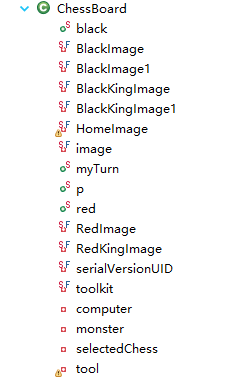 ChessBoard
black
BlackImage
BlackImage1
BlackKingImage
BlackKingImage1
HomeImage
image
myTurn
p
red
RedImage
RedKingImage
serialVersionUID
toolkit
computer
monster
selectedChess
tool